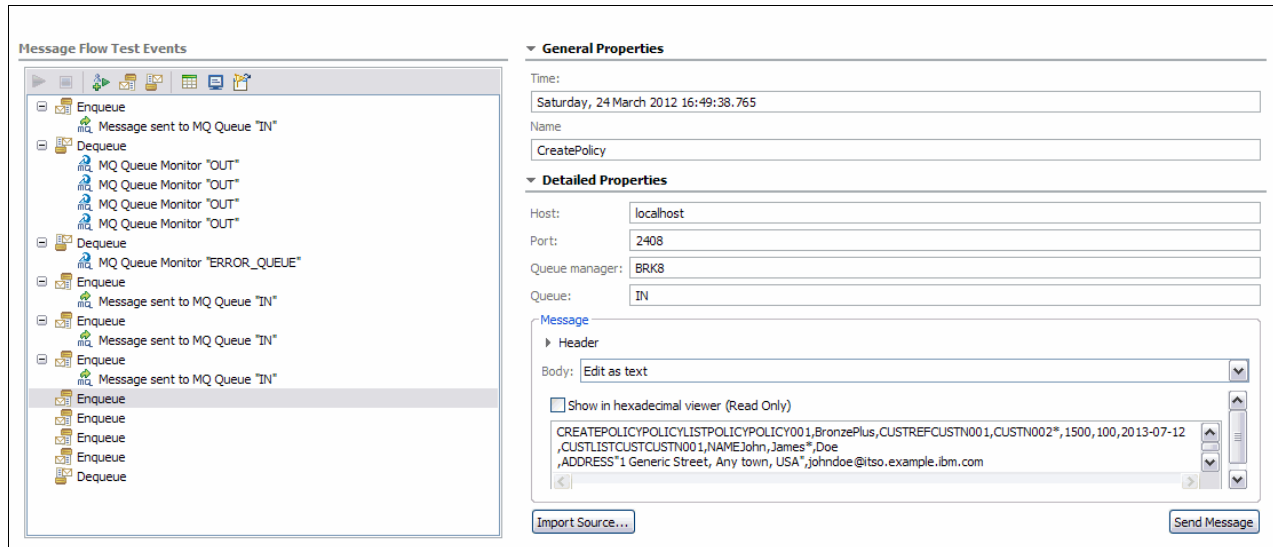 Message Flow Test Events
Enqueue
Message sent to MQ Queue "IN"
Dequeue
MQ Queue Monitor "OUT"
MQ Queue Monitor "OUT"
MQ Queue Monitor "OUT"
MQ Queue Monitor "OUT"
Dequeue
MQ Queue Monitor "ERROR_QUEUE"
Enqueue
Message sent to MQ Queue "IN"
Enqueue
Message sent to MQ Queue "IN"
Enqueue
Message sent to MQ Queue "IN"
Enqueue
Enqueue
Enqueue
Enqueue
Dequeue
General Properties
Time:
Saturday, 24 March 2012 16:49:38.765
Name
CreatePolicy
Detailed Properties
Host: localhost
Port: 2408
Queue manager: BRK8
Queue: IN
Message
Header
Body: Edit as text
Show in hexadecimal viewer (Read Only)
CREATEPOLICYPOLICYLISTPOLICYPOLICY001,BronzePlus,CUSTREFCUSTN001,CUSTN002*,1500,100,2013-07-12
,CUSTLISTCUSTCUSTN001,NAMEJohn,James*,Doe
,ADDRESS"1 Generic Street, Any town, USA",johndoe@itso.example.ibm.com
Import Source... Send Message